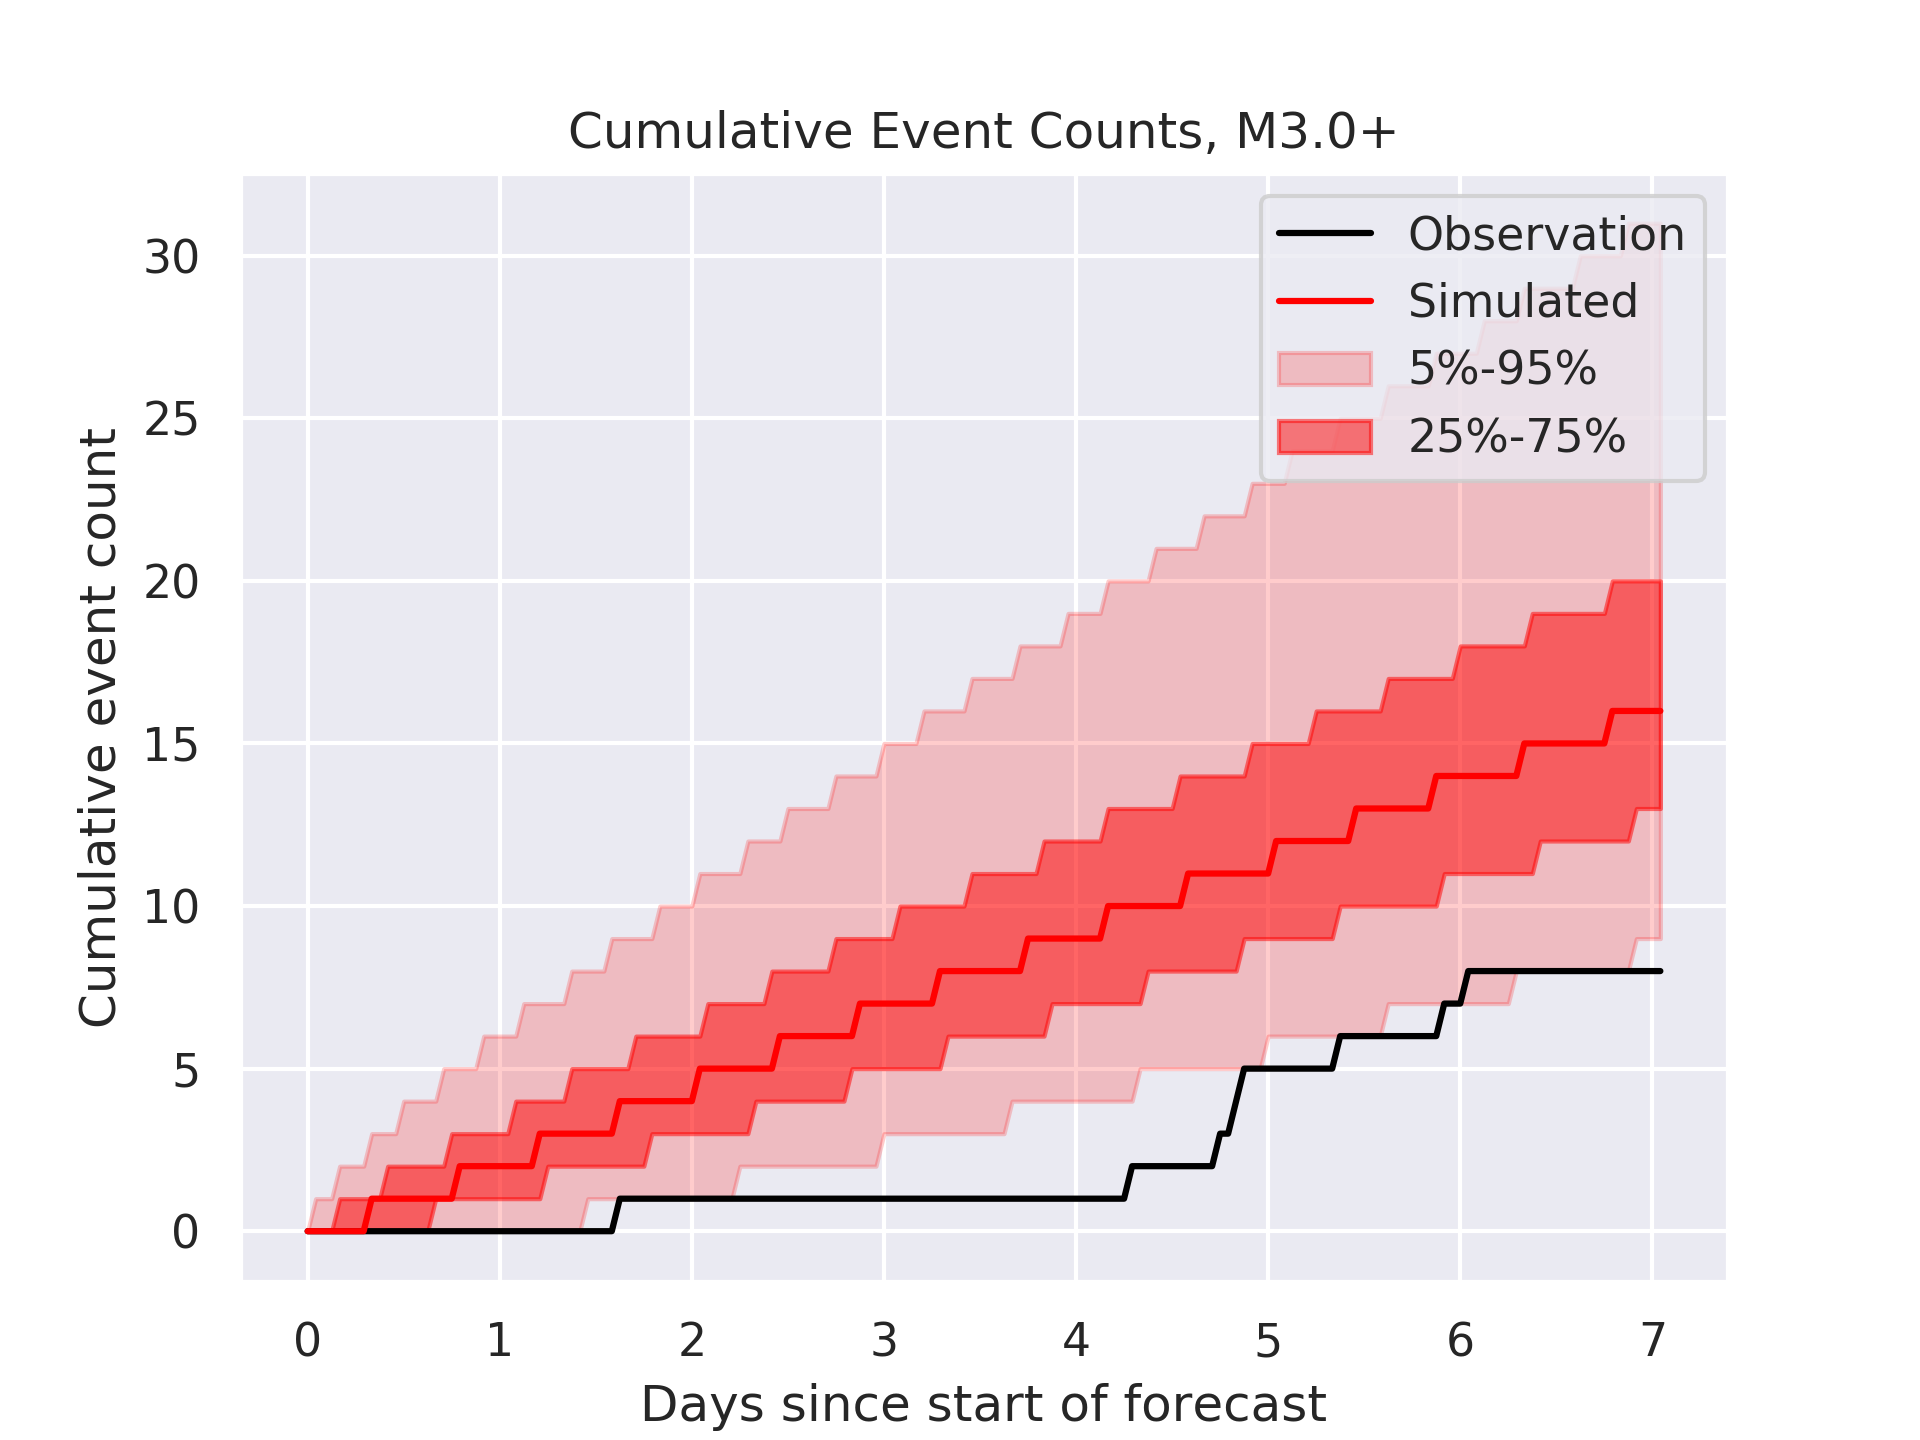 Cumulative Event Counts, M3.0+
Observation
Simulated
5%-95%
25%-75%
Cumulative event count
30
25
20
15
10
5
0
0 1 2 3 4 5 6 7
Days since start of forecast